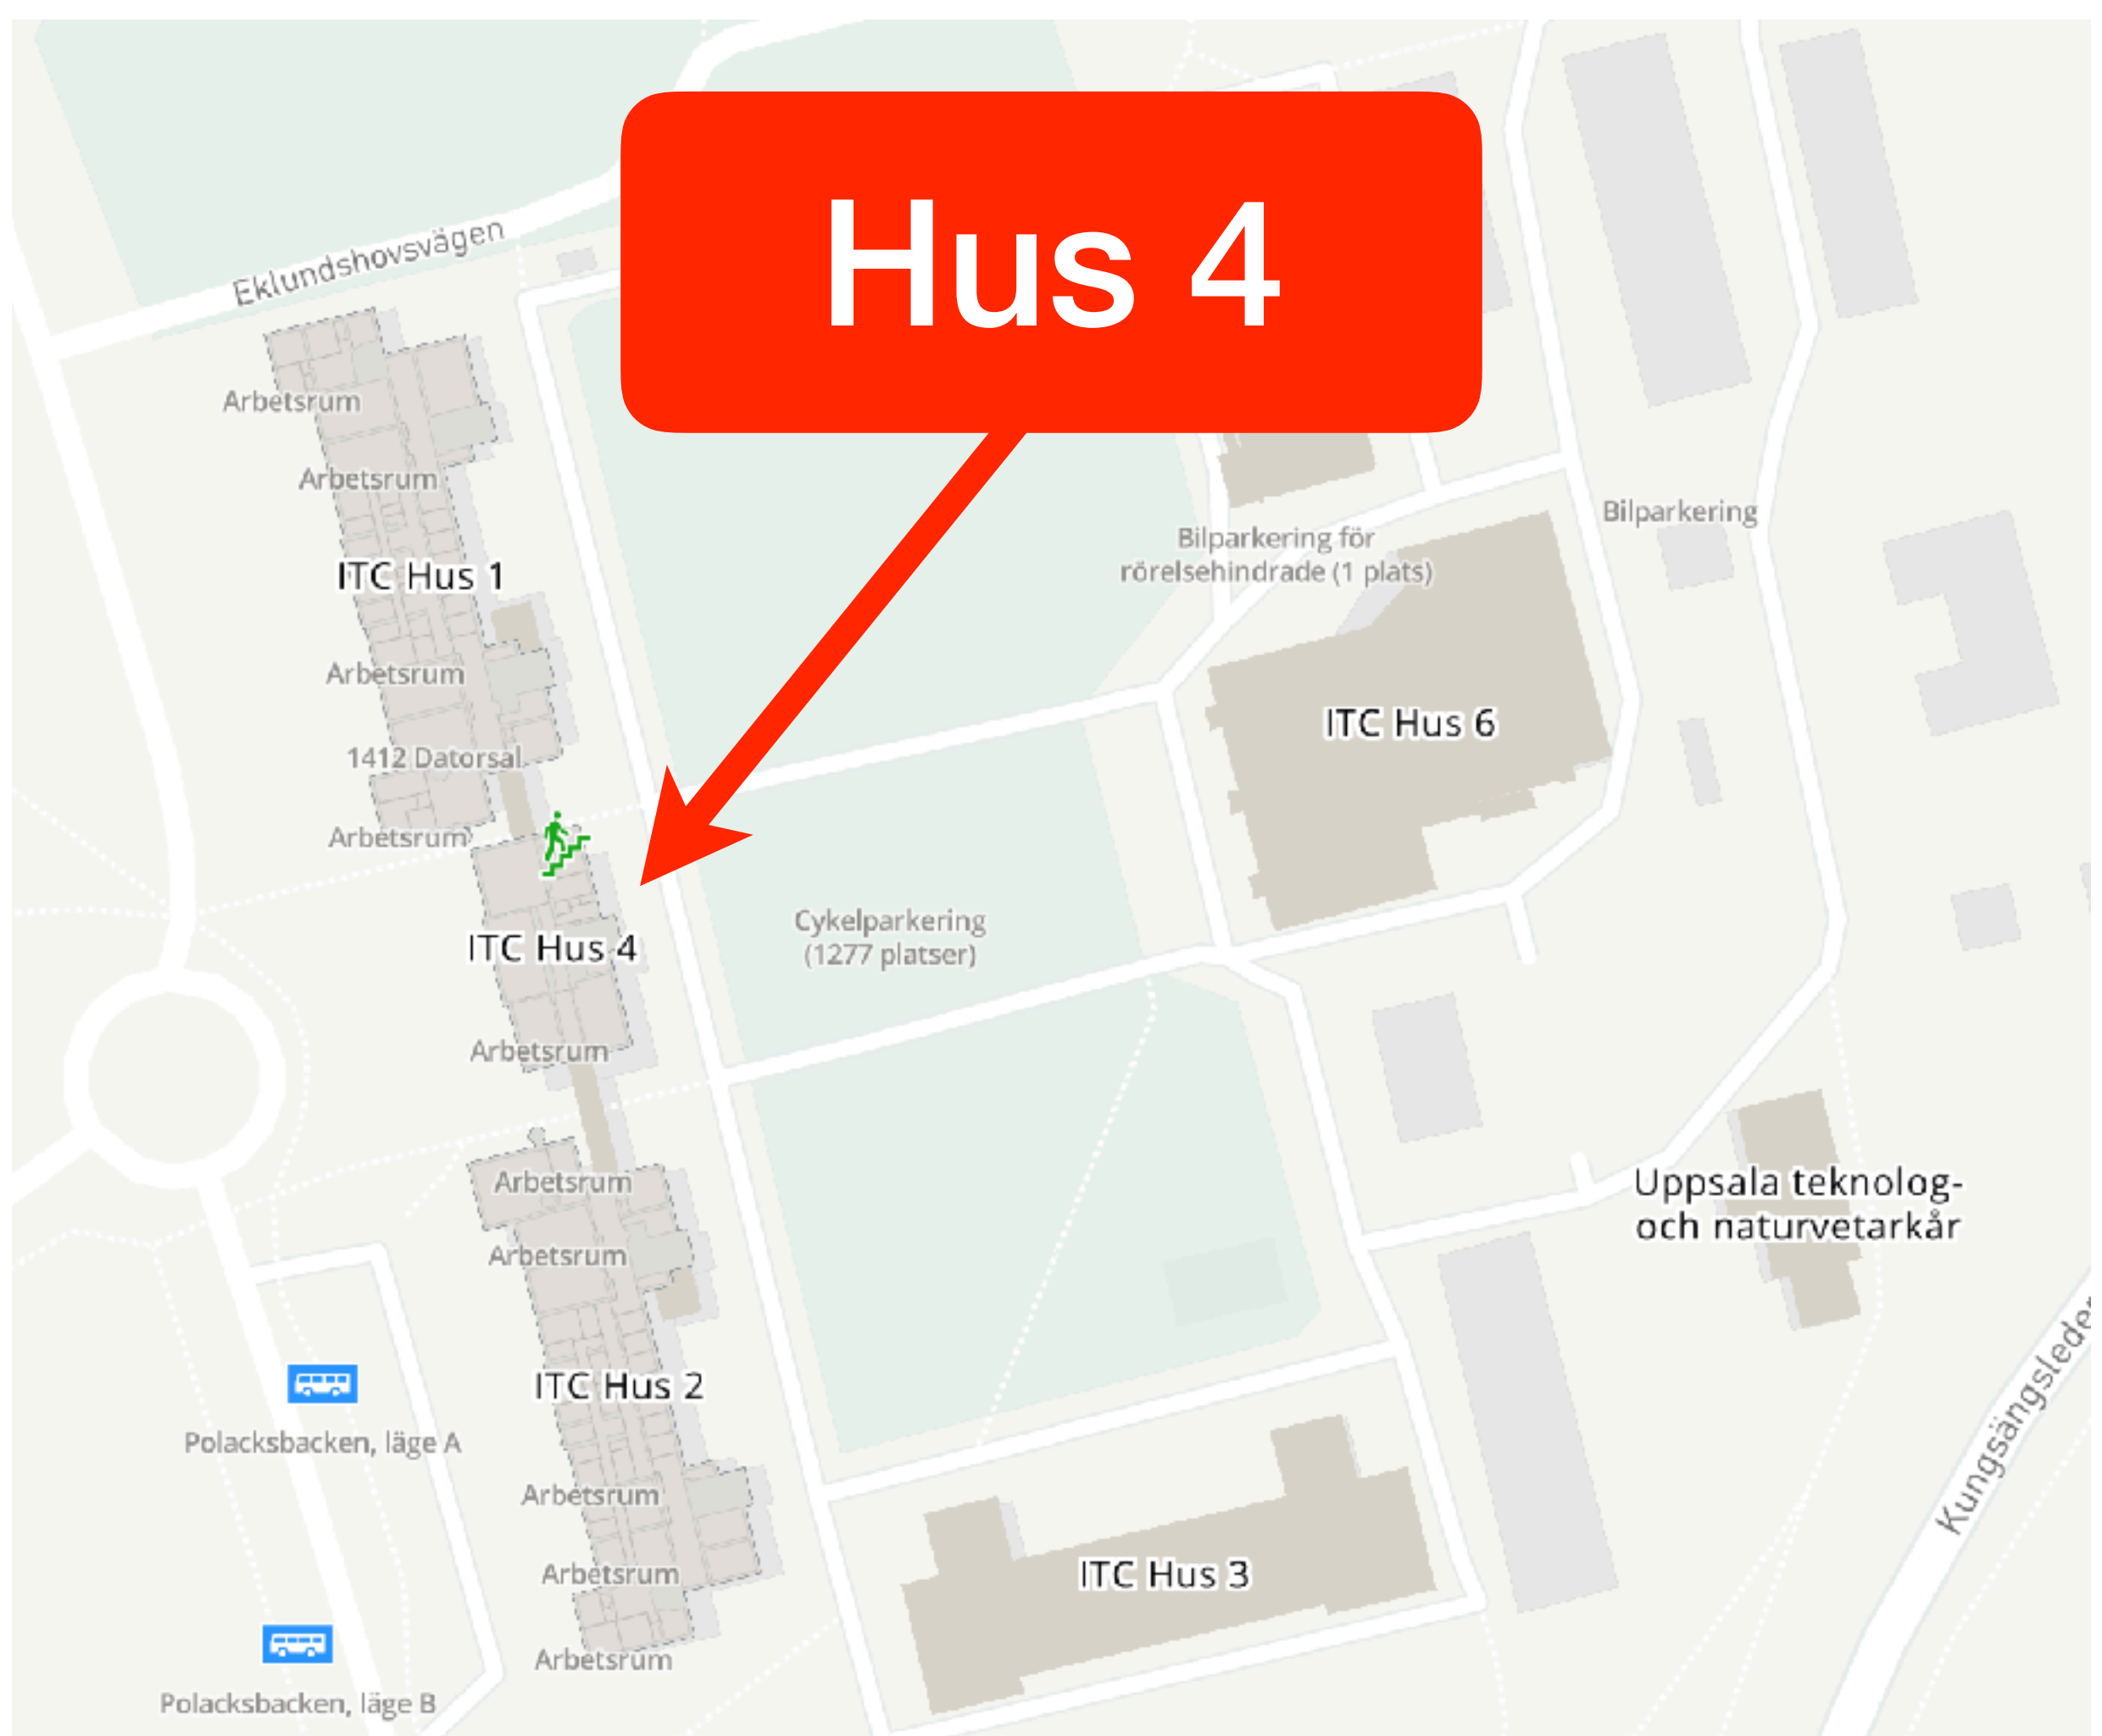 Hus 4
Eklundshovsvägen
Arbetsrum
Arbetsrum
Bilparkering
Bilparkering för
rörelsehindrade (1 plats)
ITC Hus 1
Arbetsrum
ITC Hus 6
1412 Datorsal
Arbetsrum
Cykelparkering
(1277 platser)
ITC Hus 4
Arbetsrum
Arbetsrum
Uppsala teknolog-
och naturvetarkår
Arbetsrum
ITC Hus 2
Polacksbacken, läge A
Kungsängslede
Arbetsrum
Arbetsrum
ITC Hus 3
Arbetsrum
Polacksbacken, läge B